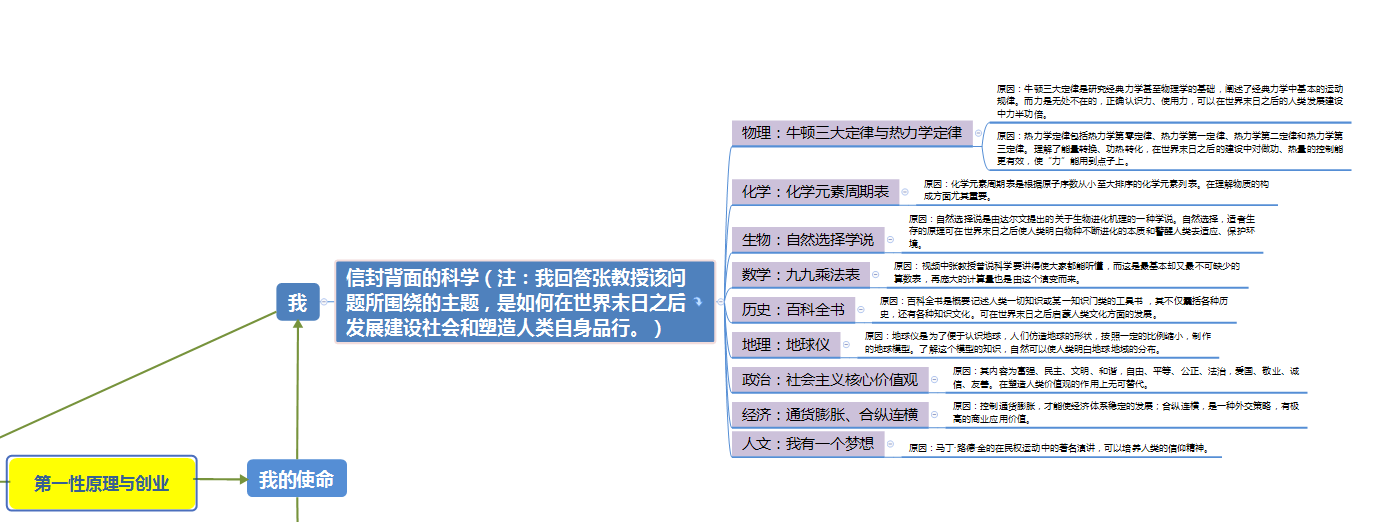 我
信封背面的科学（注：我回答张教授该问
题所围绕的主题，是如何在世界末日之后
发展建设社会和塑造人类自身品行。）
物理：牛顿三大定律与热力学定律
原因：牛顿三大定律是研究经典力学甚至物理学的基础，阐述了经典力学中基本的运动
规律。而力是无处不在的，正确认识力、使用力，可以在世界末日之后的人类发展建设
中力半功倍。
原因：热力学定律包括热力学第零定律、热力学第一定律、热力学第二定律和热力学第
三定律。理解了能量转换、功热转化，在世界末日之后的建设中对做功、热量的控制能
更有效，使“力”能用到点子上。
化学：化学元素周期表
原因：化学元素周期表是根据原子序数从小至大排序的化学元素列表。在理解物质的构
成方面尤其重要。
生物：自然选择学说
原因：自然选择说是由达尔文提出的关于生物进化机理的一种学说。自然选择，适者生
存的原理可在世界末日之后使人类明白物种不断进化的本质和警醒人类去适应、保护环
境。
数学：九九乘法表
原因：视频中张教授曾说科学要讲得使大家都能听懂，而这是最基本却又最不可缺少的
算数表，再庞大的计算量也是由这个演变而来。
历史：百科全书
原因：百科全书是概要记述人类一切知识或某一知识门类的工具书 ，其不仅囊括各种历
史，还有各种知识文化。可在世界末日之后启蒙人类文化方面的发展。
地理：地球仪
原因：地球仪是为了便于认识地球，人们仿造地球的形状，按照一定的比例缩小，制作
的地球模型。了解这个模型的知识，自然可以使人类明白地球地域的分布。
政治：社会主义核心价值观
原因：其内容为富强、民主、文明、和谐，自由、平等、公正、法治，爱国、敬业、诚
信、友善。在塑造人类价值观的作用上无可替代。
经济：通货膨胀、合纵连横
原因：控制通货膨胀，才能使经济体系稳定的发展；合纵连横，是一种外交策略，有极
高的商业应用价值。
人文：我有一个梦想
原因：马丁·路德·金的在民权运动中的著名演讲，可以培养人类的信仰精神。
第一性原理与创业
我的使命